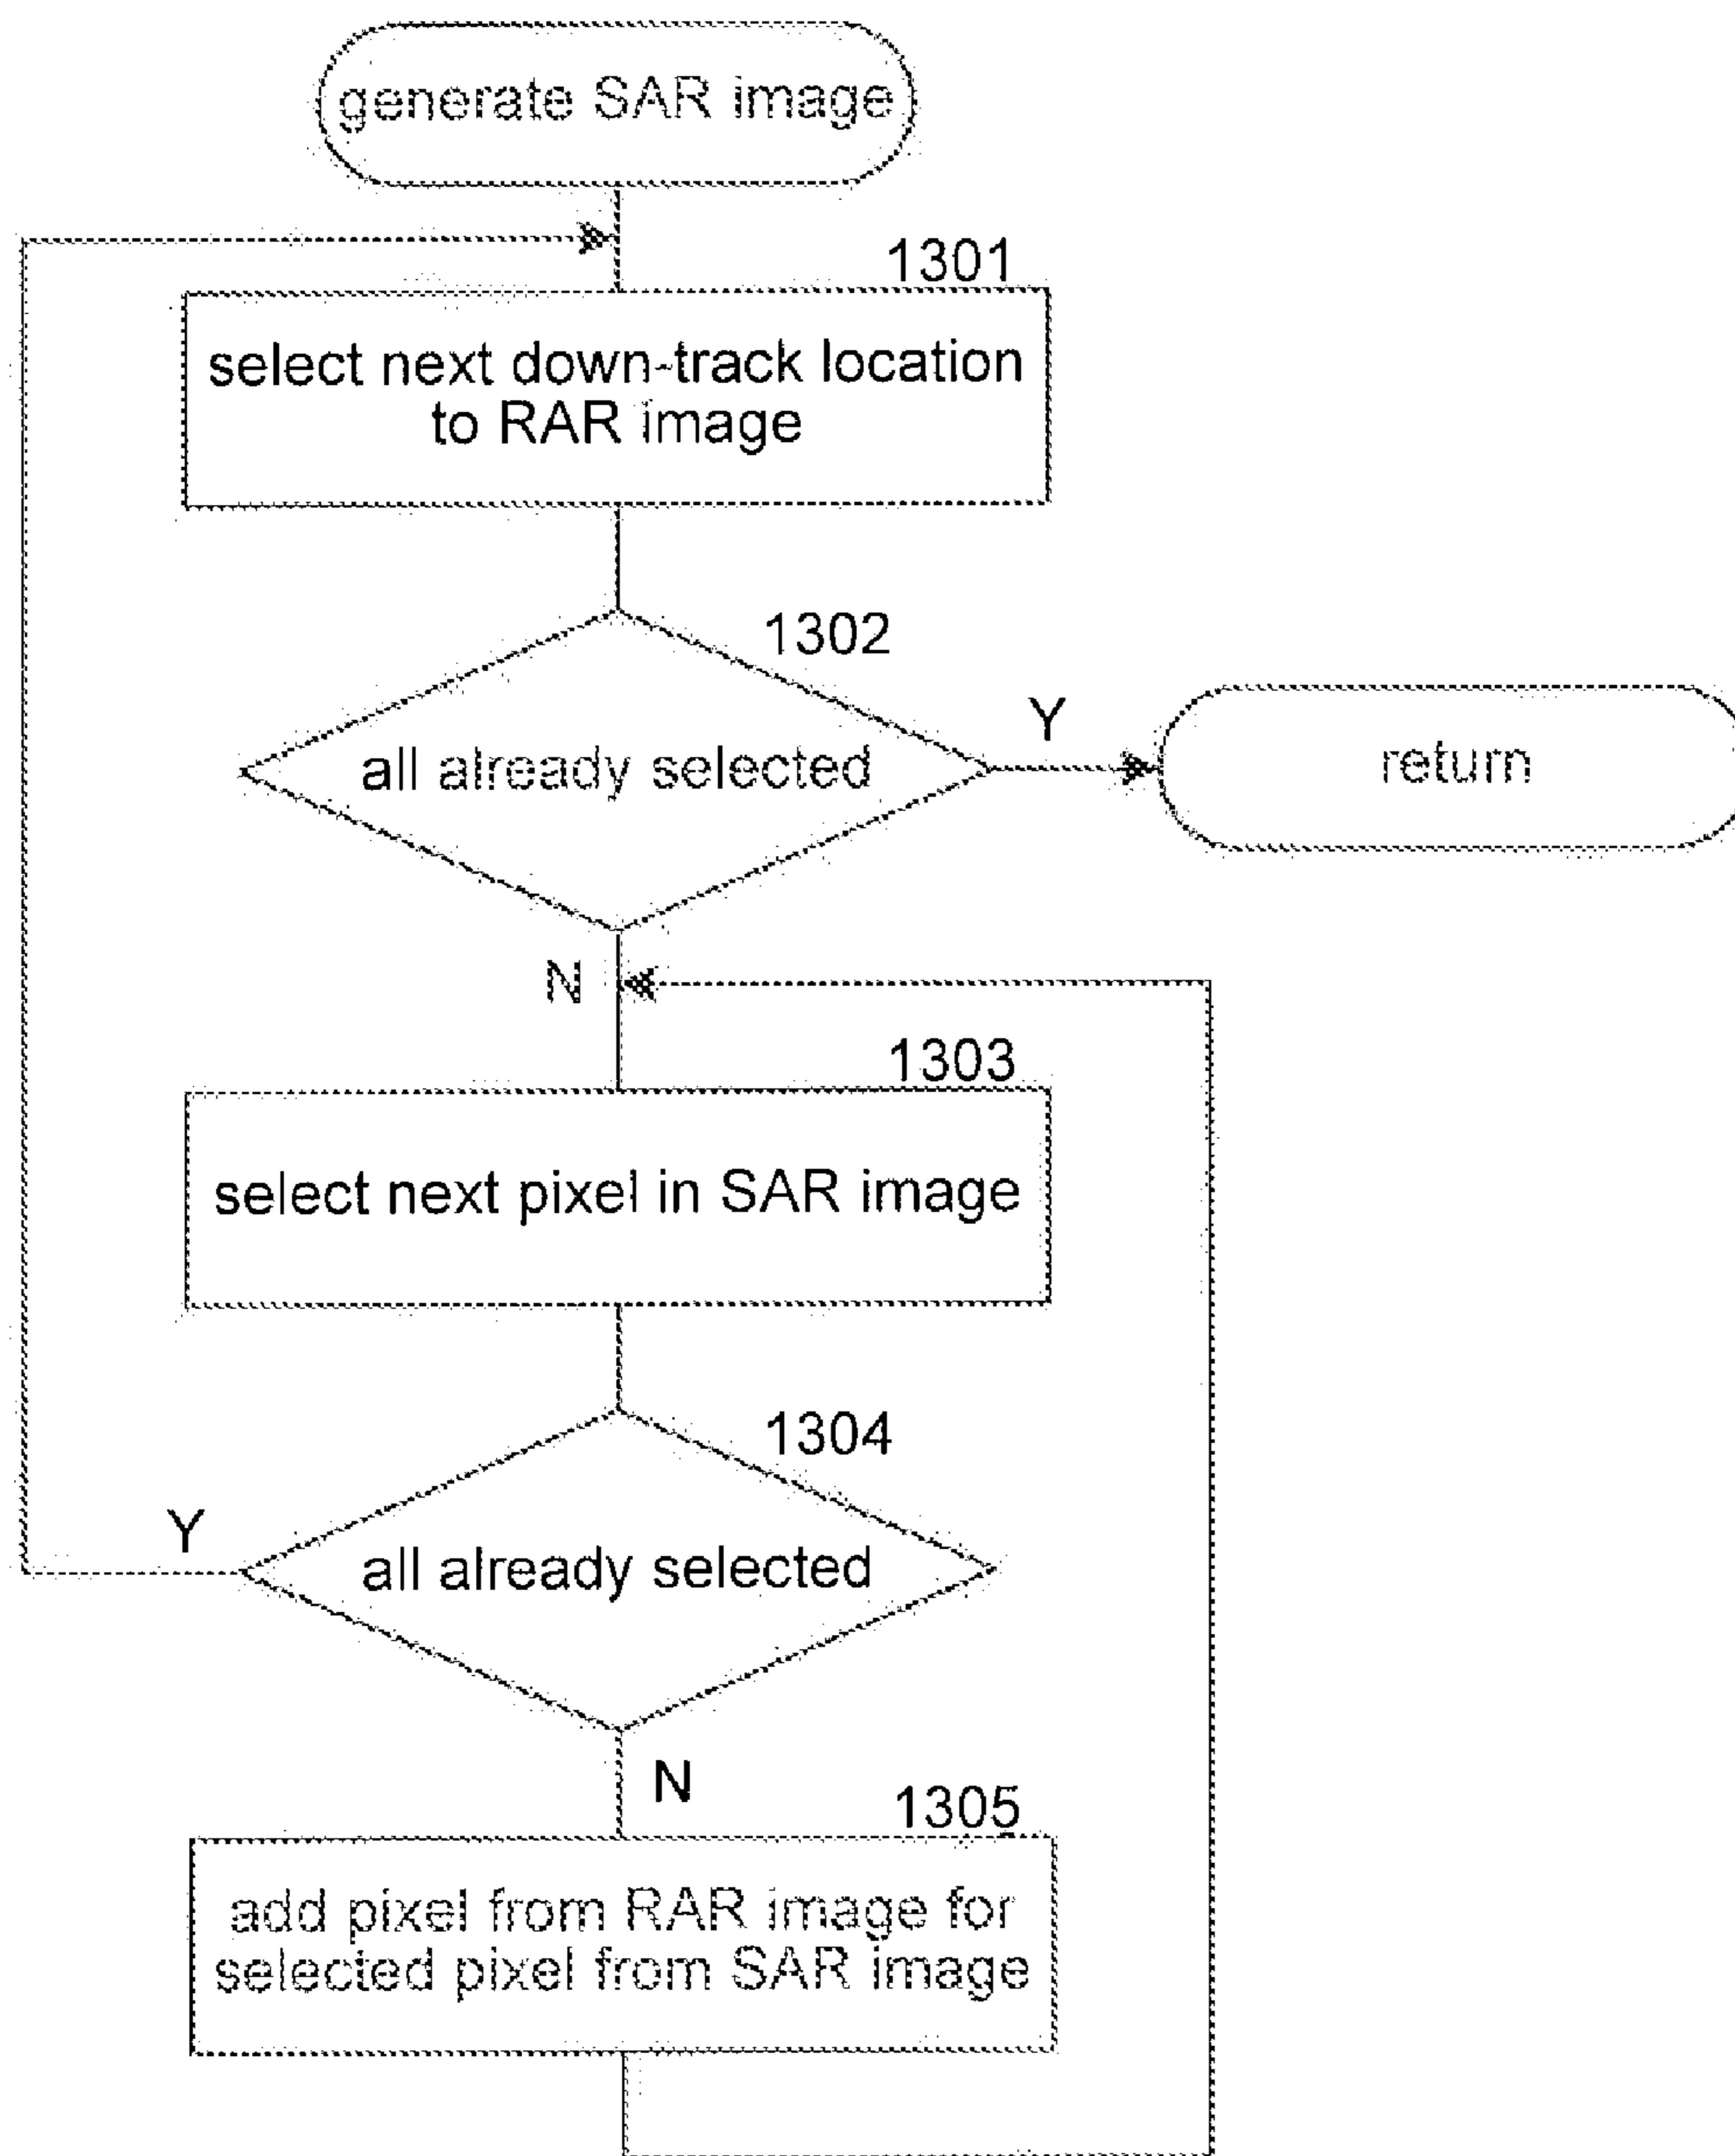 generate SAR image
1301
select next down-track location
to RAR image
1302
all already selected
Y
return
N
1303
select next pixel in SAR image
1304
Y
all already selected
N
1305
add pixel from RAR image for
selected pixel from SAR image